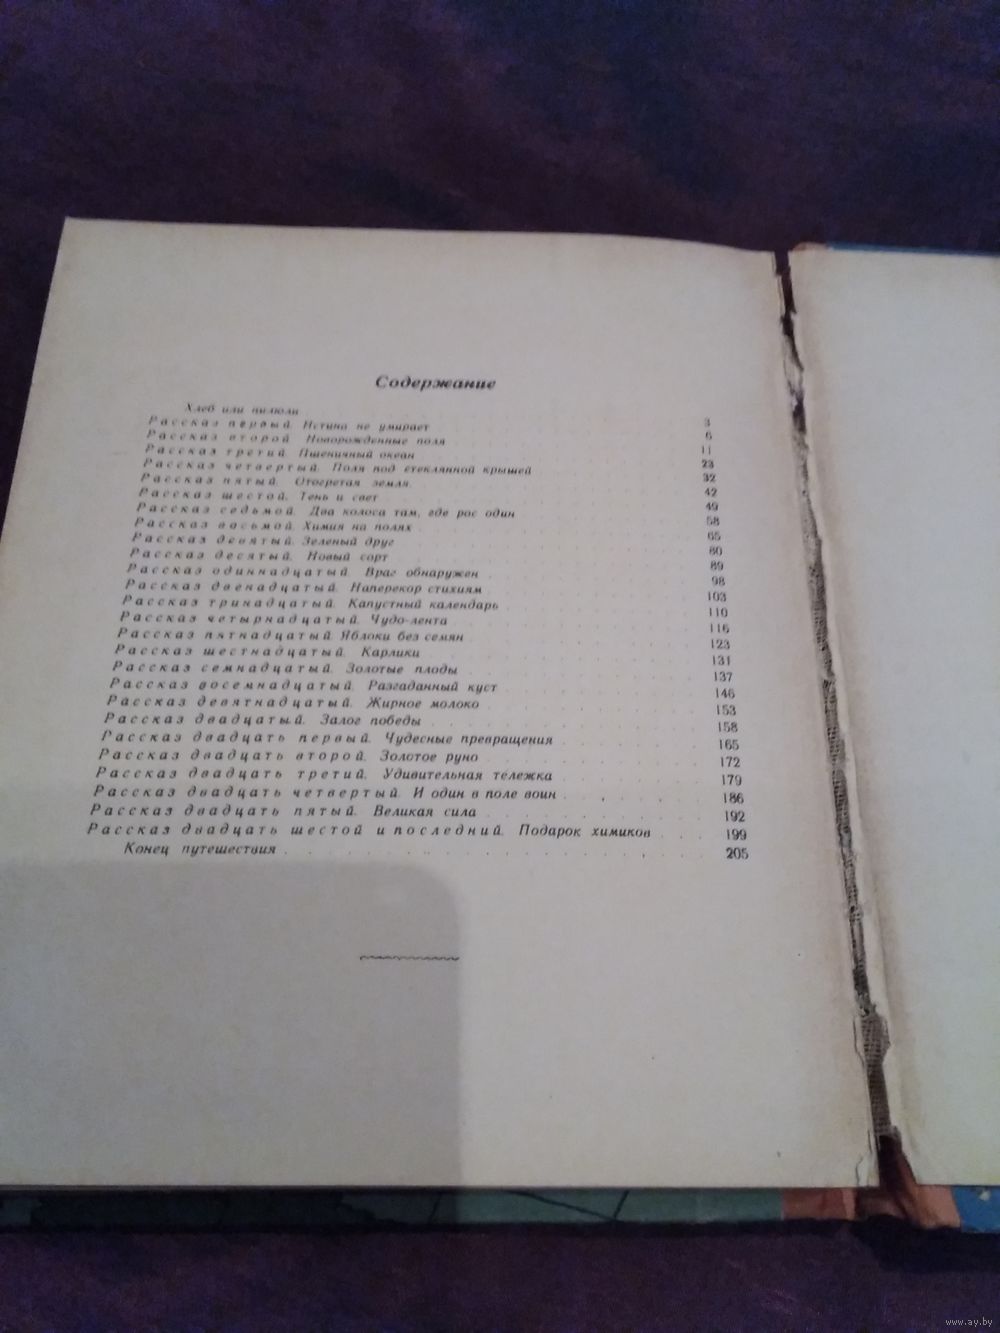 Содержание
Хлеб или пилюли 3
Рассказ первый. Истина не умирает 6
Рассказ второй. Новорожденные поля 11
Рассказ третий. Пшеничный океан 23
Рассказ четвертый. Поля под стеклянной крышей 32
Рассказ пятый. Отогретая земля 42
Рассказ шестой. Тень и свет 49
Рассказ седьмой. Два колоса там, где рос один 58
Рассказ восьмой. Химия на полях 65
Рассказ девятый. Зеленый друг 80
Рассказ десятый. Новый сорт 89
Рассказ одиннадцатый. Враг обнаружен 98
Рассказ двенадцатый. Наперекор стихиям 103
Рассказ тринадцатый. Капустный календарь 110
Рассказ четырнадцатый. Чудо-лента 116
Рассказ пятнадцатый. Яблоки без семян 123
Рассказ шестнадцатый. Карлики 131
Рассказ семнадцатый. Золотые плоды 137
Рассказ восемнадцатый. Разгаданный куст 146
Рассказ девятнадцатый. Жирное молоко 153
Рассказ двадцатый. Залог победы 158
Рассказ двадцать первый. Чудесные превращения 165
Рассказ двадцать второй. Золотое руно 172
Рассказ двадцать третий. Удивительная тележка 179
Рассказ двадцать четвертый. И один в поле воин 186
Рассказ двадцать пятый. Великая сила 192
Рассказ двадцать шестой и последний. Подарок химиков 199
Конец путешествия 205
www.ay.by